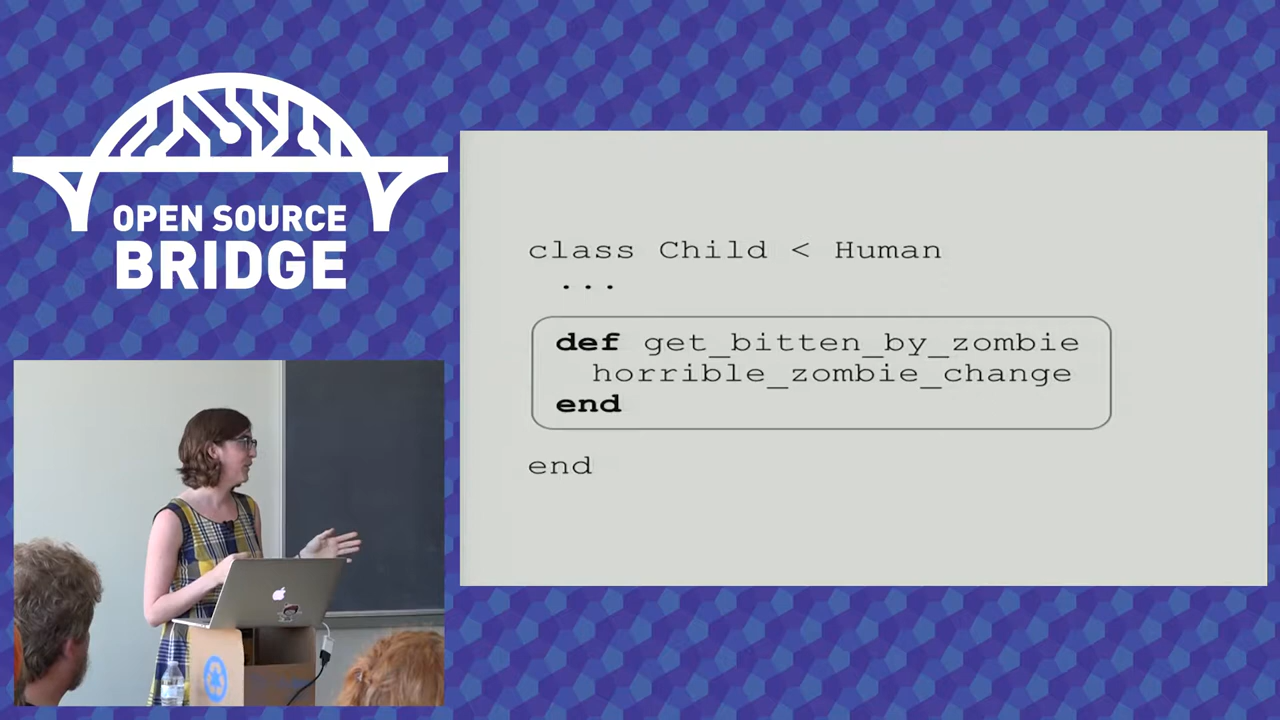 OPEN SOURCE
BRIDGE
class Child < Human
...
def get_bitten_by_zombie
horrible_zombie_change
end
end